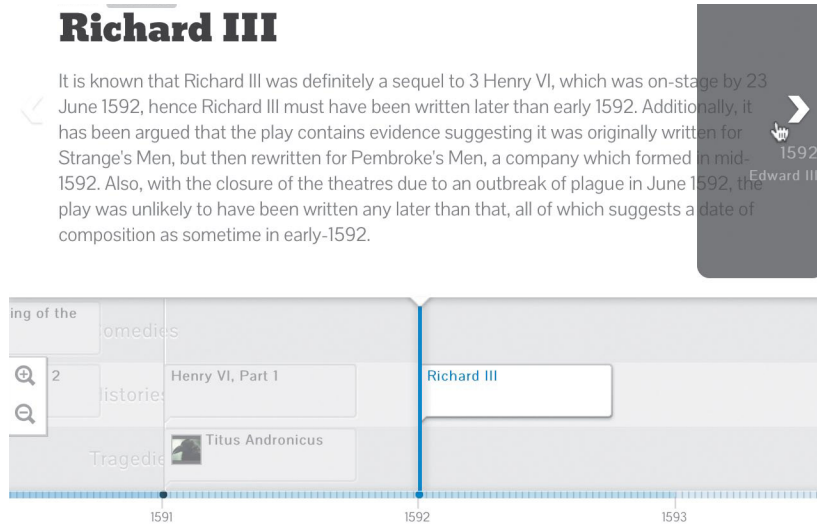 Richard III
It is known that Richard III was definitely a sequel to 3 Henry VI, which was on-stage by 23
June 1592, hence Richard III must have been written later than early 1592. Additionally, it
has been argued that the play contains evidence suggesting it was originally written for
Strange's Men, but then rewritten for Pembroke's Men, a company which formed in mid-
1592. Also, with the closure of the theatres due to an outbreak of plague in June 1592, the
play was unlikely to have been written any later than that, all of which suggests a date of
composition as sometime in early-1592.
1592
Edward III
ing of the
omedies
2
Histories
Henry VI, Part 1
Richard III
Tragedie
Titus Andronicus
1591
1592
1593